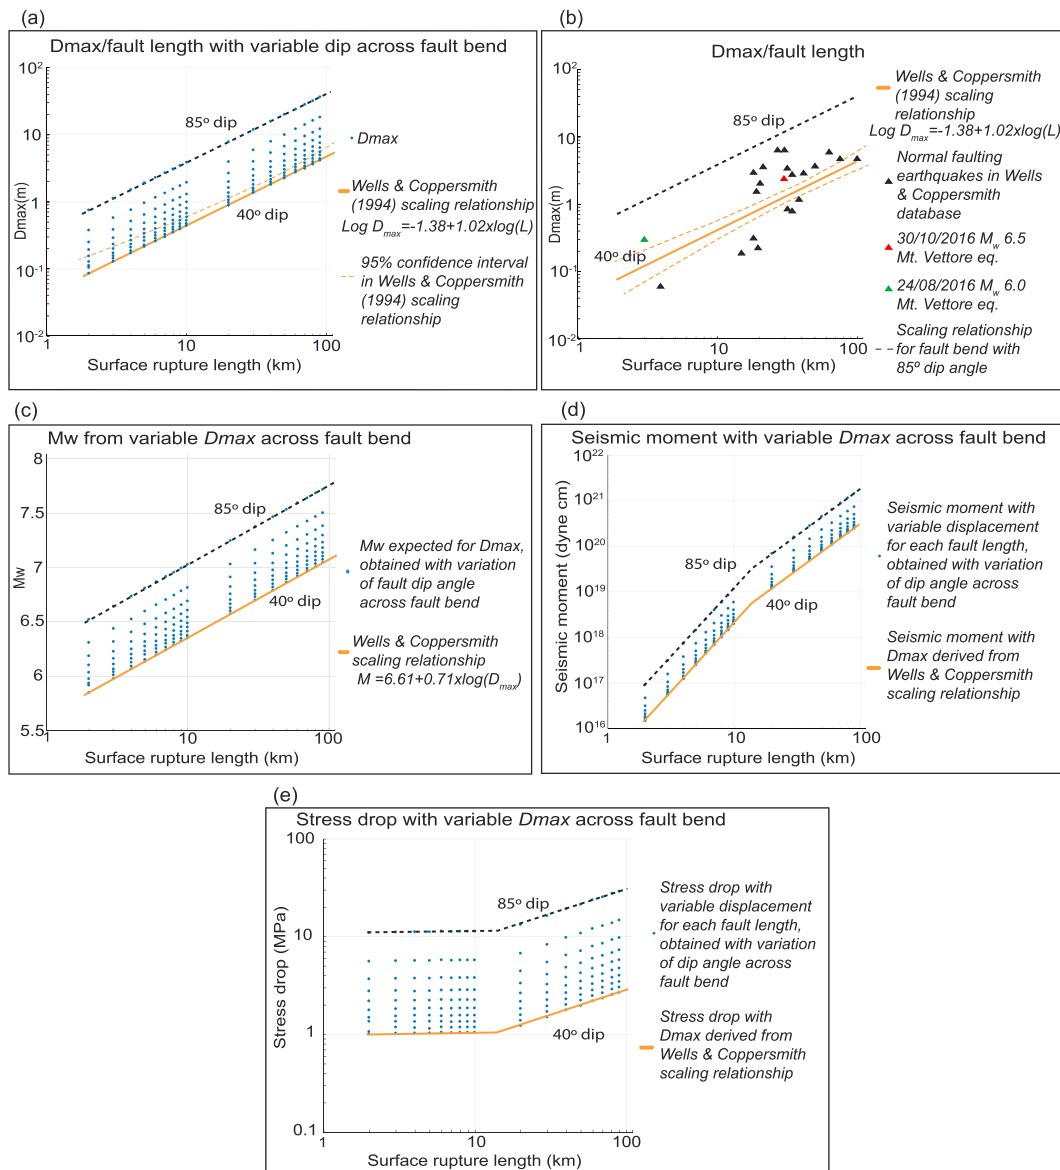 (a)
Dmax/fault length with variable dip across fault bend
10²
10
1
10⁻¹
10⁻²
Dmax(m)
85º dip
40º dip
1
10
100
Surface rupture length (km)
Dmax
Wells & Coppersmith
(1994) scaling
relationship
Log Dmax=-1.38+1.02xlog(L)
95% confidence interval
in Wells & Coppersmith
(1994) scaling
relationship
(b)
Dmax/fault length
10²
10
1
10⁻¹
10⁻²
Dmax(m)
85º dip
40º dip
1
10
100
Surface rupture length (km)
Wells & Coppersmith
(1994) scaling
relationship
Log Dmax=-1.38+1.02xlog(L)
Normal faulting
earthquakes in Wells
& Coppersmith
database
30/10/2016 Mw 6.5
Mt. Vettore eq.
24/08/2016 Mw 6.0
Mt. Vettore eq.
Scaling relationship
for fault bend with
85º dip angle
(c)
Mw from variable Dmax across fault bend
8
7.5
7
6.5
6
5.5
Mw
85º dip
40º dip
1
10
100
Surface rupture length (km)
Mw expected for Dmax,
obtained with variation
of fault dip angle
across fault bend
Wells & Coppersmith
scaling relationship
M =6.61+0.71xlog(Dmax)
(d)
Seismic moment with variable Dmax across fault bend
10²²
10²¹
10²⁰
10¹⁹
10¹⁸
10¹⁷
10¹⁶
Seismic moment (dyne cm)
85º dip
40º dip
1
10
100
Surface rupture length (km)
Seismic moment with
variable displacement
for each fault length,
obtained with variation
of dip angle across
fault bend
Seismic moment with
Dmax derived from
Wells & Coppersmith
scaling relationship
(e)
Stress drop with variable Dmax across fault bend
100
10
1
0.1
Stress drop (MPa)
85º dip
40º dip
1
10
100
Surface rupture length (km)
Stress drop with
variable displacement
for each fault length,
obtained with variation
of dip angle across
fault bend
Stress drop with
Dmax derived from
Wells & Coppersmith
scaling relationship